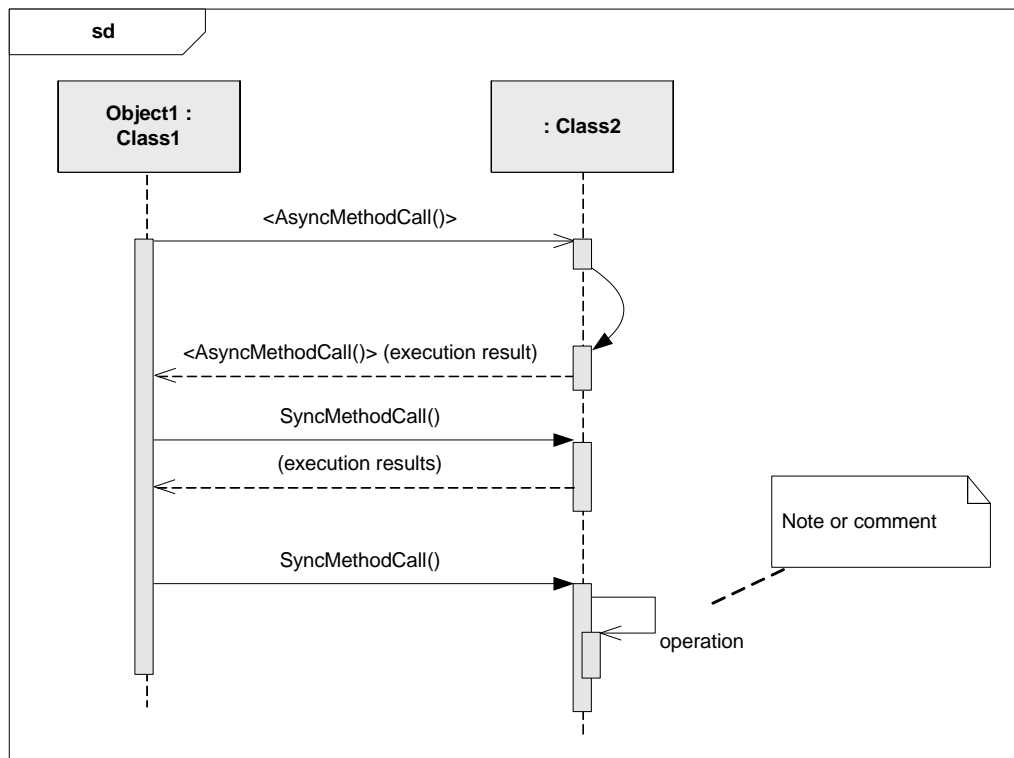 sd
Object1 :
Class1
: Class2
<AsyncMethodCall()>
<AsyncMethodCall()> (execution result)
SyncMethodCall()
(execution results)
Note or comment
SyncMethodCall()
operation